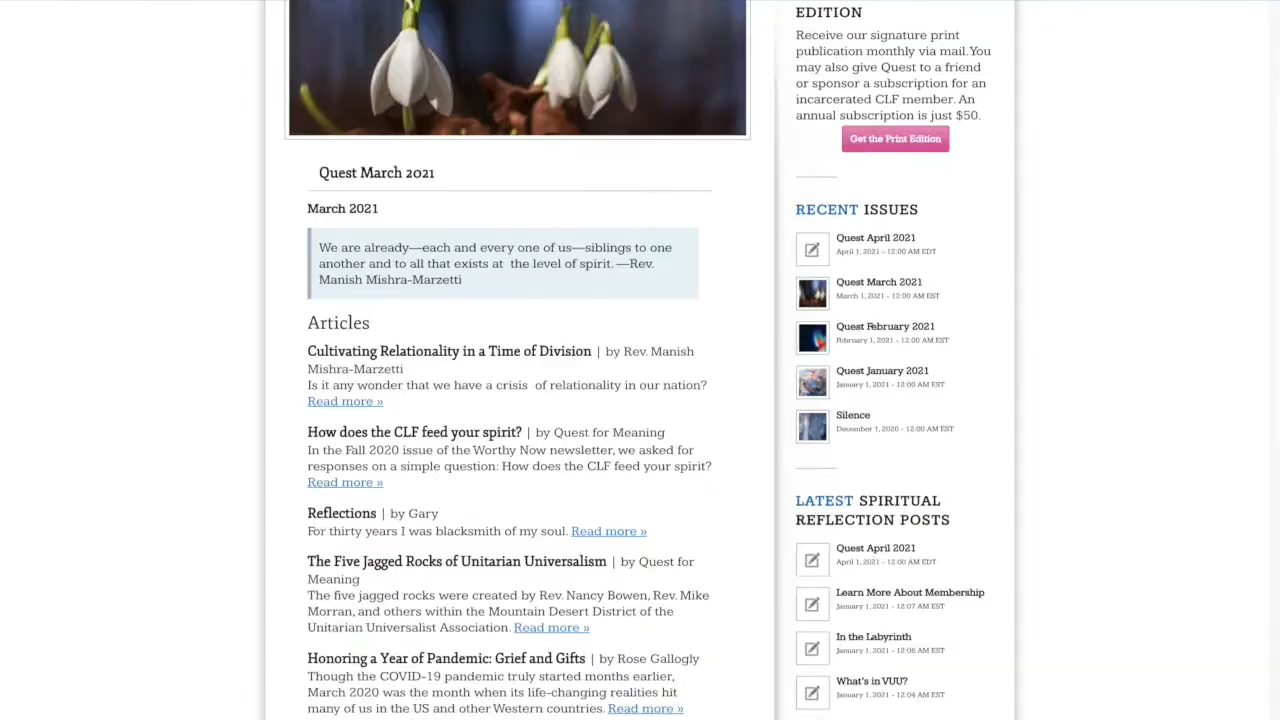 Quest March 2021
March 2021
We are already—each and every one of us—siblings to one
another and to all that exists at the level of spirit. —Rev.
Manish Mishra-Marzetti
Articles
Cultivating Relationality in a Time of Division | by Rev. Manish
Mishra-Marzetti
Is it any wonder that we have a crisis of relationality in our nation?
Read more »
How does the CLF feed your spirit? | by Quest for Meaning
In the Fall 2020 issue of the Worthy Now newsletter, we asked for
responses on a simple question: How does the CLF feed your spirit?
Read more »
Reflections | by Gary
For thirty years I was blacksmith of my soul. Read more »
The Five Jagged Rocks of Unitarian Universalism | by Quest for
Meaning
The five jagged rocks were created by Rev. Nancy Bowen, Rev. Mike
Morran, and others within the Mountain Desert District of the
Unitarian Universalist Association. Read more »
Honoring a Year of Pandemic: Grief and Gifts | by Rose Gallogly
Though the COVID-19 pandemic truly started months earlier,
March 2020 was the month when its life-changing realities hit
many of us in the US and other Western countries. Read more »
EDITION
Receive our signature print
publication monthly via mail. You
may also give Quest to a friend
or sponsor a subscription for an
incarcerated CLF member. An
annual subscription is just $50.
Get the Print Edition
RECENT ISSUES
Quest April 2021
April 1, 2021 - 12:00 AM EDT
Quest March 2021
March 1, 2021 - 12:00 AM EST
Quest February 2021
February 1, 2021 - 12:00 AM EST
Quest January 2021
January 1, 2021 - 12:00 AM EST
Silence
December 1, 2020 - 12:00 AM EST
LATEST SPIRITUAL
REFLECTION POSTS
Quest April 2021
April 1, 2021 - 12:00 AM EDT
Learn More About Membership
January 1, 2021 - 12:07 AM EST
In the Labyrinth
January 1, 2021 - 12:06 AM EST
What's in VUU?
January 1, 2021 - 12:04 AM EST